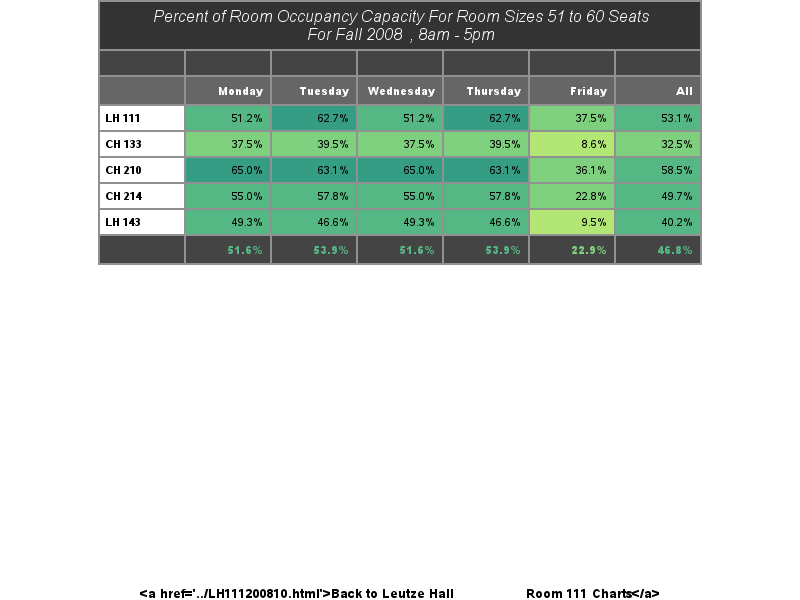 Percent of Room Occupancy Capacity For Room Sizes 51 to 60 Seats
For Fall 2008 , 8am - 5pm
Monday Tuesday Wednesday Thursday Friday All
LH 111 51.2% 62.7% 51.2% 62.7% 37.5% 53.1%
CH 133 37.5% 39.5% 37.5% 39.5% 8.6% 32.5%
CH 210 65.0% 63.1% 65.0% 63.1% 36.1% 58.5%
CH 214 55.0% 57.8% 55.0% 57.8% 22.8% 49.7%
LH 143 49.3% 46.6% 49.3% 46.6% 9.5% 40.2%
51.6% 53.9% 51.6% 53.9% 22.9% 46.8%
<a href='../LH111200810.html'>Back to Leutze Hall Room 111 Charts</a>